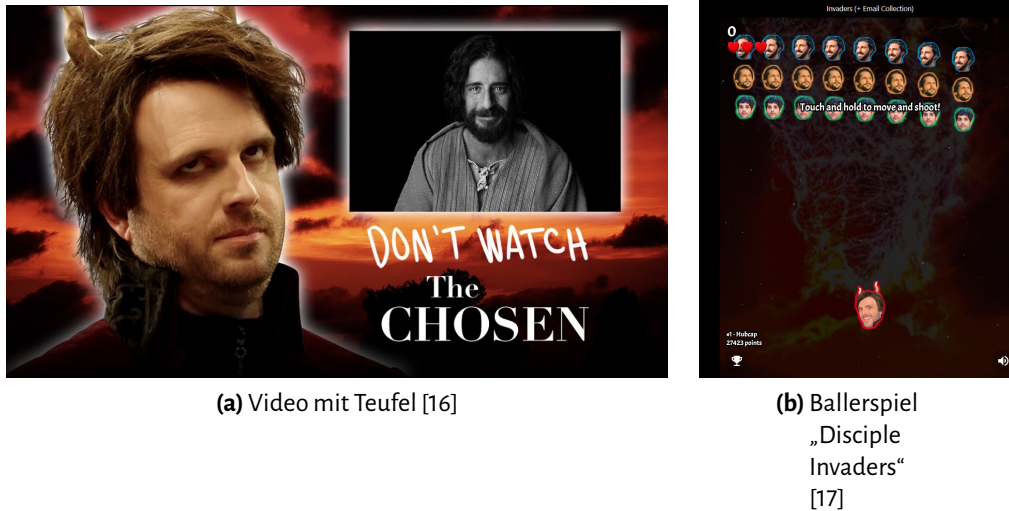 DON'T WATCH
The
CHOSEN
Invaders (+ Email Collection)
0
Touch and hold to move and shoot!
#1 - Hubcap
27423 points
(a) Video mit Teufel [16]
(b) Ballerspiel
„Disciple
Invaders“
[17]